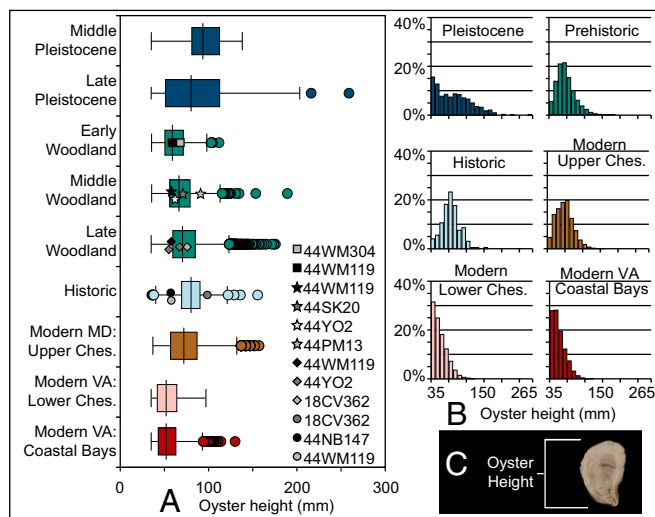 Middle
Pleistocene
Late
Pleistocene
Early
Woodland
Middle
Woodland
Late
Woodland
Historic
Modern MD:
Upper Ches.
Modern VA:
Lower Ches.
Modern VA:
Coastal Bays
44WM304
44WM119
44WM119
44SK20
44YO2
44PM13
44WM119
44YO2
18CV362
18CV362
44NB147
44WM119
0 100 200 300
A Oyster height (mm)
B
40% Pleistocene Prehistoric
20%
0%
40% Historic Modern
Upper Ches.
20%
0%
40% Modern Modern VA
Lower Ches. Coastal Bays
20%
0%
35 150 265 35 150 265
Oyster height (mm)
C Oyster
Height